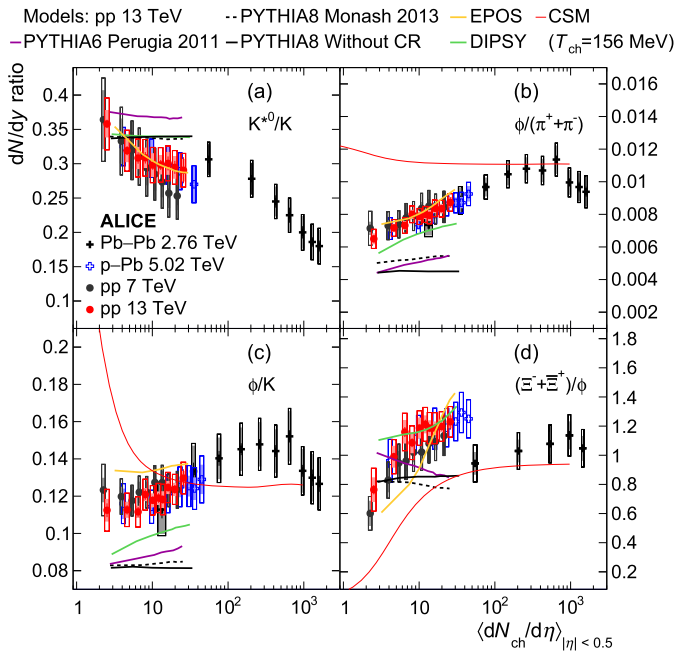 Models: pp 13 TeV PYTHIA8 Monash 2013 EPOS CSM
PYTHIA6 Perugia 2011 PYTHIA8 Without CR DIPSY (T_ch=156 MeV)
dN/dy ratio
(a)
K*0/K
0.4
0.35
0.3
0.25
0.2
0.1
ALICE
Pb–Pb 2.76 TeV
p–Pb 5.02 TeV
pp 7 TeV
pp 13 TeV
(b)
ϕ/(π⁺+π⁻)
0.016
0.014
0.012
0.01
0.008
0.006
0.004
0.002
(c)
ϕ/K
0.2
0.18
0.16
0.14
0.12
0.1
0.08
(d)
(Ξ⁻+Ξ̅⁺)/ϕ
1.8
1.6
1.4
1.2
1
0.8
0.6
0.4
0.2
1 10 10² 10³ 1 10 10² 10³
⟨dN_ch/dη⟩_|η| < 0.5